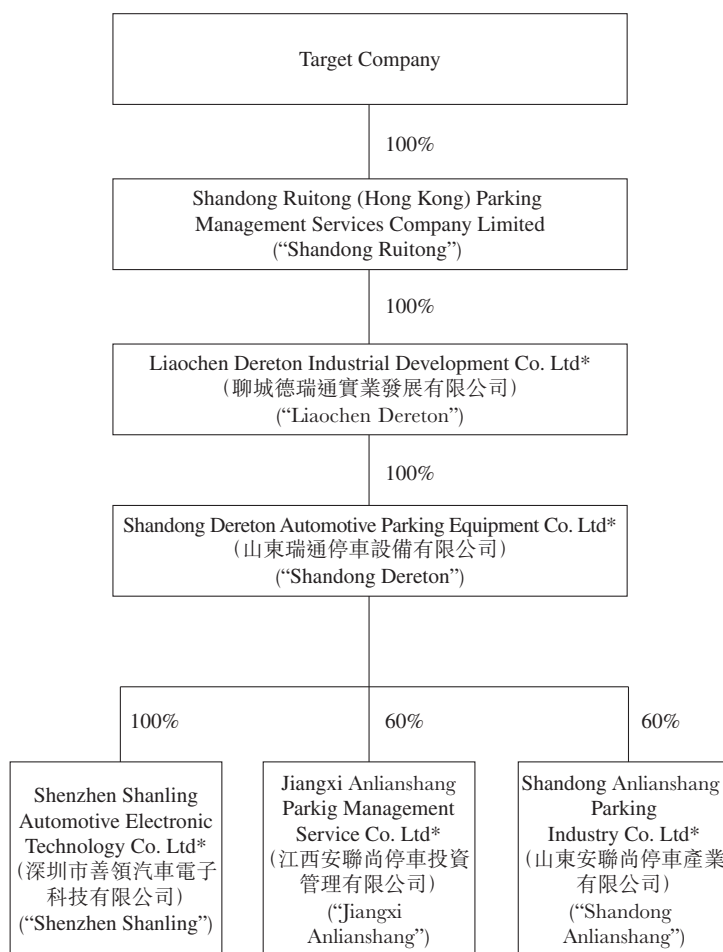 Target Company
100%
Shandong Ruitong (Hong Kong) Parking
Management Services Company Limited
(“Shandong Ruitong”)
100%
Liaochen Dereton Industrial Development Co. Ltd*
(聊城德瑞通實業發展有限公司)
(“Liaochen Dereton”)
100%
Shandong Dereton Automotive Parking Equipment Co. Ltd*
(山東瑞通停車設備有限公司)
(“Shandong Dereton”)
100%
60%
60%
Shenzhen Shanling
Automotive Electronic
Technology Co. Ltd*
(深圳市善領汽車電子
科技有限公司)
(“Shenzhen Shanling”)
Jiangxi Anlianshang
Parkig Management
Service Co. Ltd*
(江西安聯尚停車投資
管理有限公司)
(“Jiangxi
Anlianshang”)
Shandong Anlianshang
Parking
Industry Co. Ltd*
(山東安聯尚停車產業
有限公司)
(“Shandong
Anlianshang”)